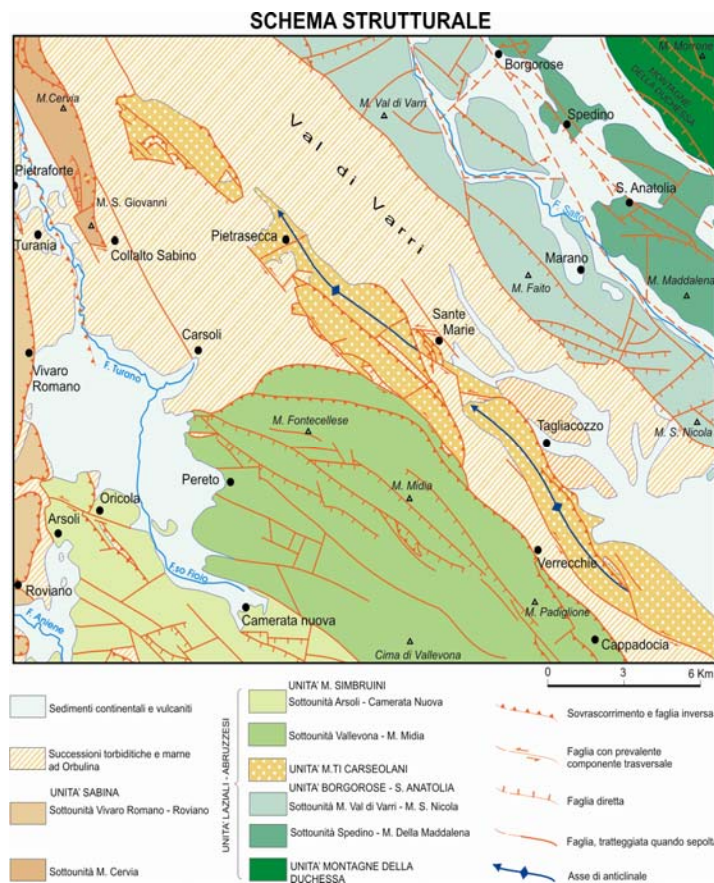 SCHEMA STRUTTURALE
M. Morrone
MONTAGNE
DELLA DUCHESSA
Borgorose
M. Cervia
M. Val di Varri
Spedino
Val di Varri
Pietraforte
M. S. Giovanni
S. Anatolia
F. Salto
Turania
Collalto Sabino
Pietrasecca
Marano
M. Faito
M. Maddalena
Sante
Marie
Carsoli
Vivaro
Romano
F. Turano
M. Fontecellese
Tagliacozzo
M. S. Nicola
Pereto
M. Midia
Oricola
Arsoli
Verrecchie
Roviano
F.so Fioio
F. Aniene
Camerata nuova
M. Padiglione
Cima di Vallevona
Cappadocia
0 3 6 Km
Sedimenti continentali e vulcaniti
Successioni torbiditiche e marne
ad Orbulina
UNITA' SABINA
Sottounità Vivaro Romano - Roviano
Sottounità M. Cervia
UNITA' LAZIALI - ABRUZZESI
UNITA' M. SIMBRUINI
Sottounità Arsoli - Camerata Nuova
Sottounità Vallevona - M. Midia
UNITA' M.TI CARSEOLANI
UNITA' BORGOROSE - S. ANATOLIA
Sottounità M. Val di Varri - M. S. Nicola
Sottounità Spedino - M. Della Maddalena
UNITA' MONTAGNE DELLA
DUCHESSA
Sovrascorrimento e faglia inversa
Faglia con prevalente
componente trasversale
Faglia diretta
Faglia, tratteggiata quando sepolta
Asse di anticlinale